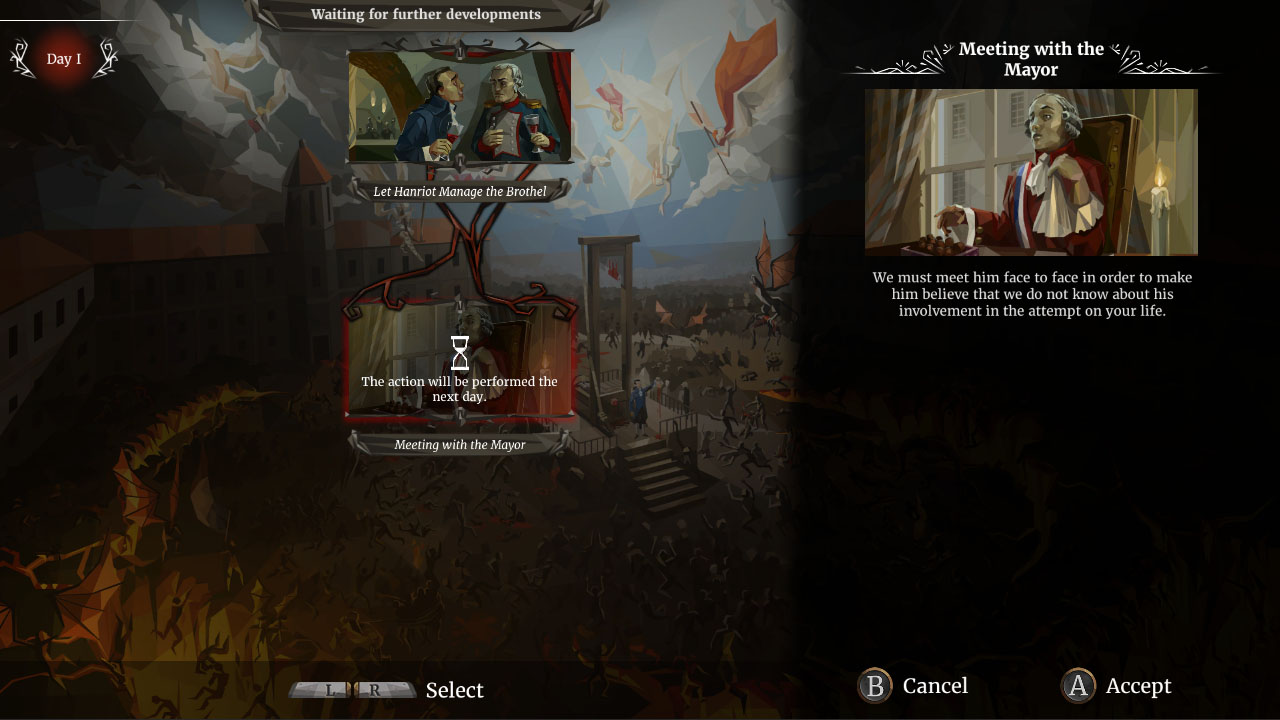 Waiting for further developments
Day I
Let Hanriot Manage the Brothel
The action will be performed the
next day.
Meeting with the Mayor
Meeting with the
Mayor
We must meet him face to face in order to make
him believe that we do not know about his
involvement in the attempt on your life.
L R Select
B Cancel
A Accept